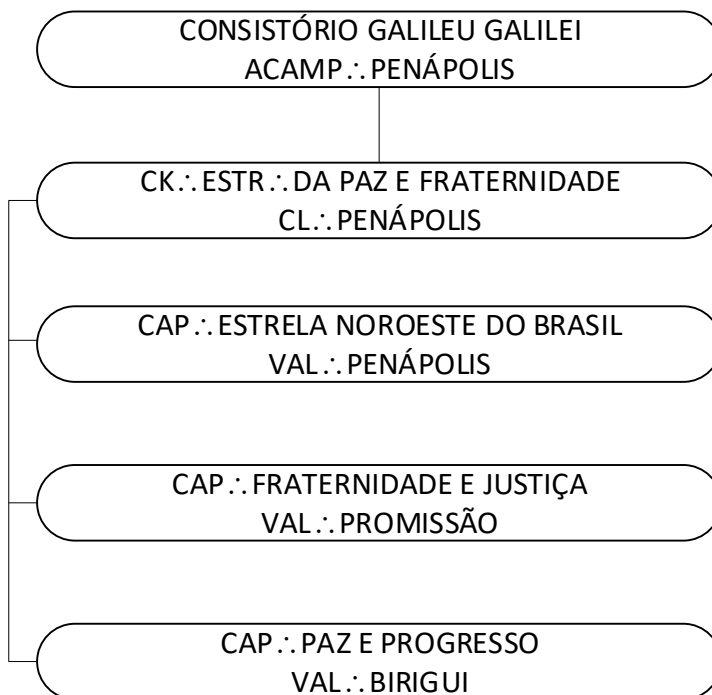 CONSISTÓRIO GALILEU GALILEI
ACAMP∴PENÁPOLIS
CK∴ESTR∴DA PAZ E FRATERNIDADE
CL∴PENÁPOLIS
CAP∴ESTRELA NOROESTE DO BRASIL
VAL∴PENÁPOLIS
CAP∴FRATERNIDADE E JUSTIÇA
VAL∴PROMISSÃO
CAP∴PAZ E PROGRESSO
VAL∴BIRIGUI